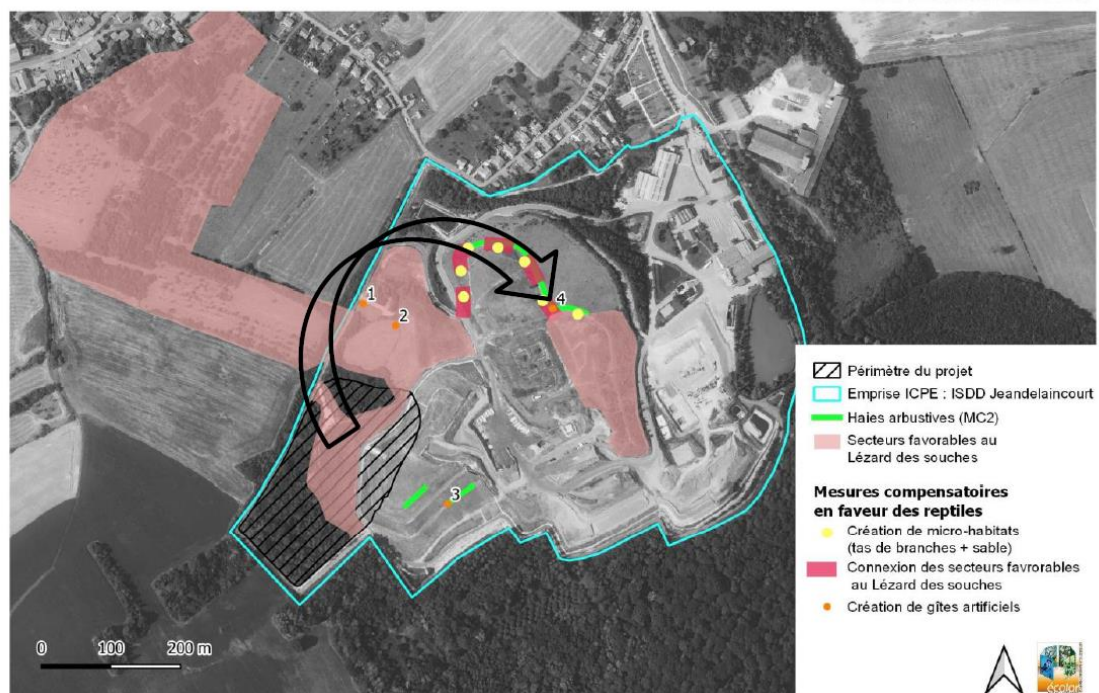 1
2
4
3
0 100 200 m
Périmètre du projet
Emprise ICPE : ISDD Jeandelaincourt
Haies arbustives (MC2)
Secteurs favorables au
Lézard des souches
Mesures compensatoires
en faveur des reptiles
Création de micro-habitats
(tas de branches + sable)
Connexion des secteurs favrorables
au Lézard des souches
Création de gîtes artificiels
écolor